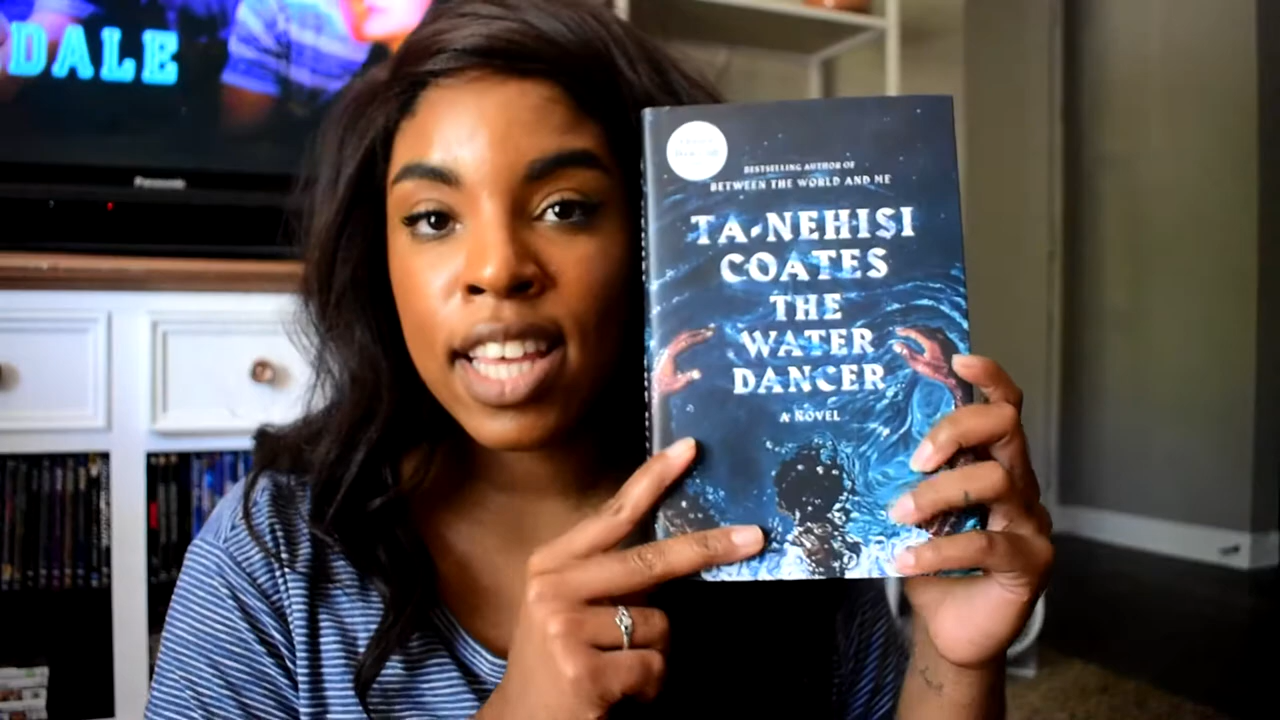 DALE
Panasonic
BESTSELLING AUTHOR OF
BETWEEN THE WORLD AND ME
TA-NEHISI
COATES
THE
WATER
DANCER
A NOVEL